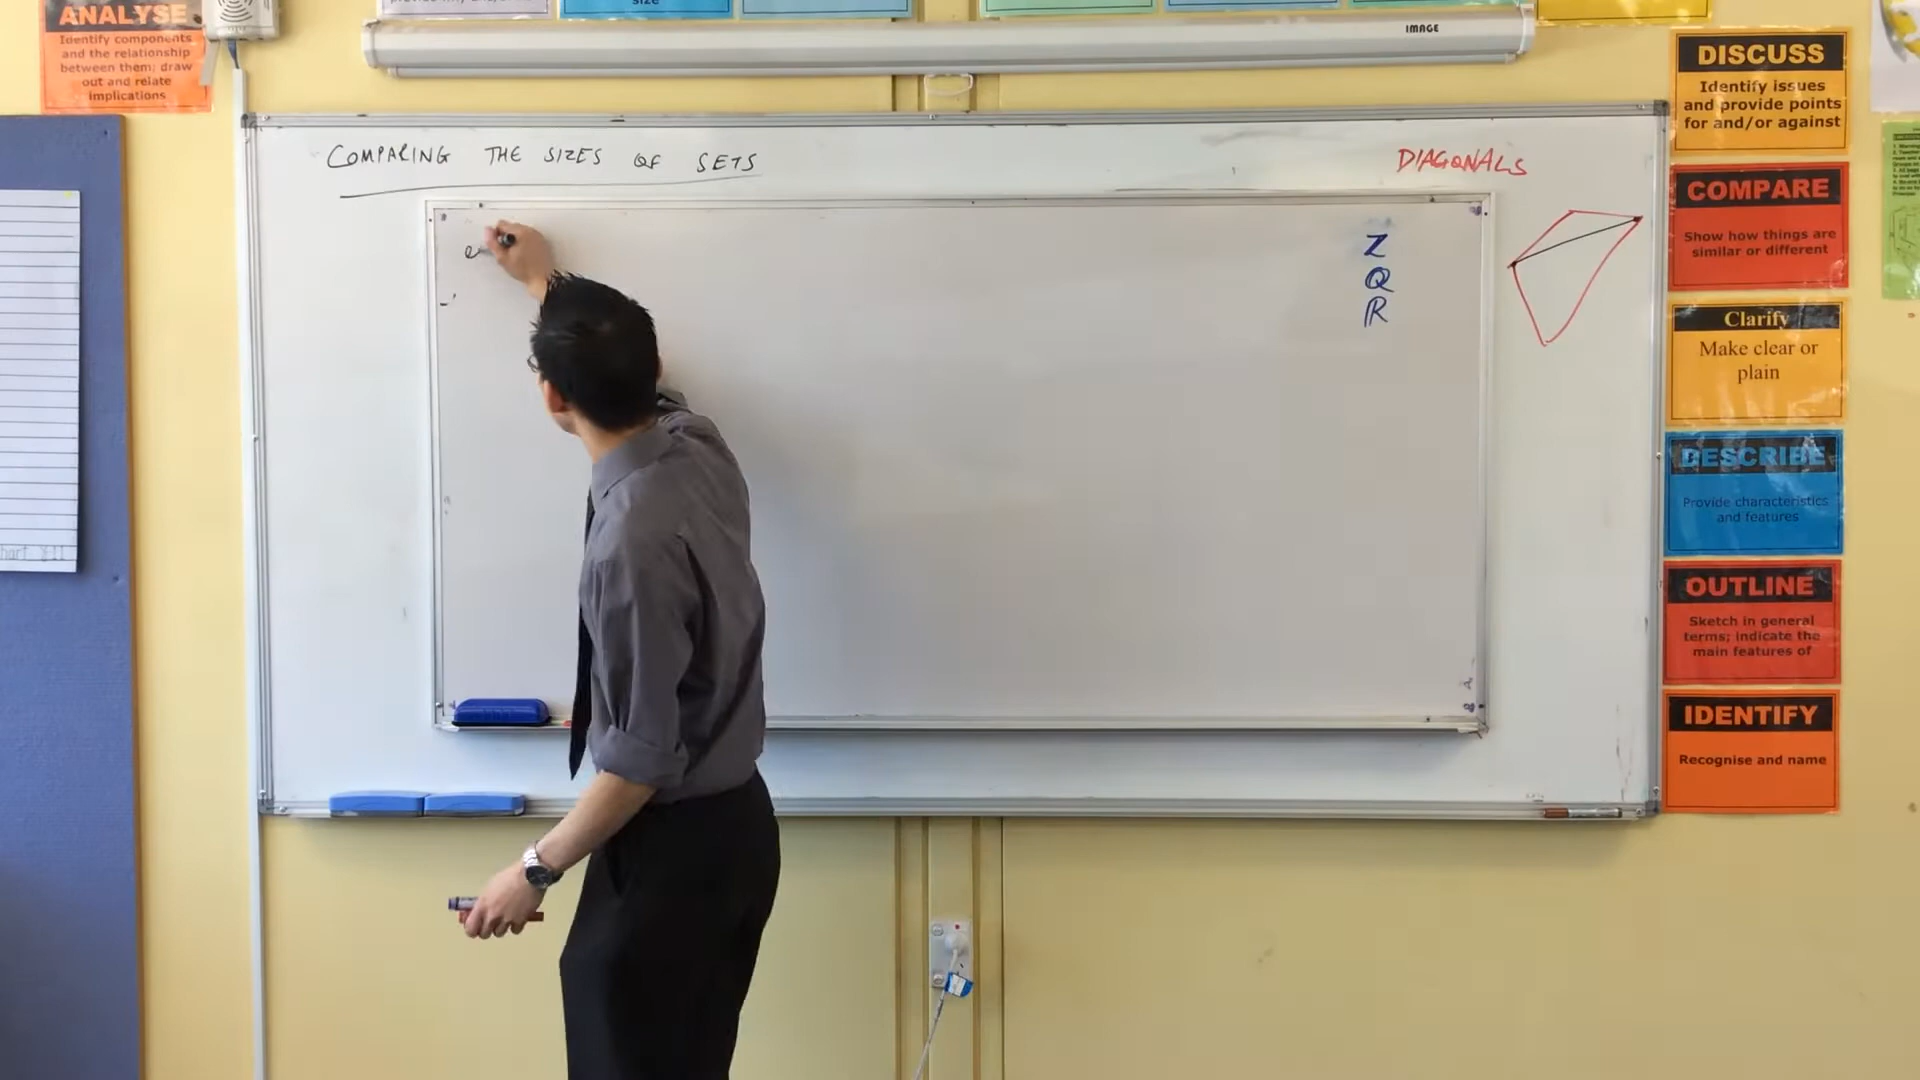 ANALYSE
Identify components
and the relationship
between them; draw
out and relate
implications
size
IMAGE
COMPARING THE SIZES OF SETS
DIAGONALS
e
Z
Q
R
DISCUSS
Identify issues
and provide points
for and/or against
COMPARE
Show how things are
similar or different
Clarify
Make clear or
plain
DESCRIBE
Provide characteristics
and features
OUTLINE
Sketch in general
terms; indicate the
main features of
IDENTIFY
Recognise and name